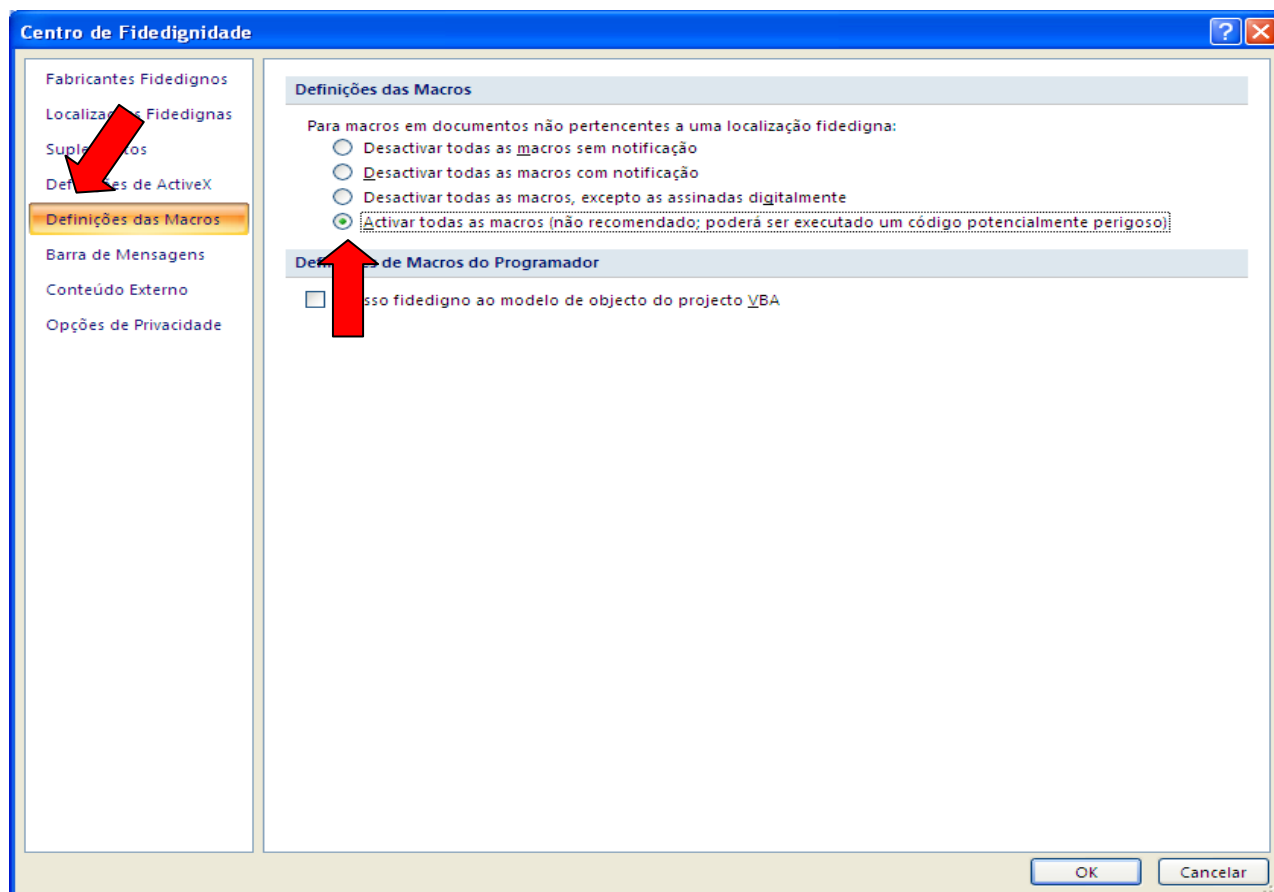 Centro de Fidedignidade
Fabricantes Fidedignos
Fidedignas
de ActiveX
Definições das Macros
Barra de Mensagens
Conteúdo Externo
Opções de Privacidade
Definições das Macros
Para macros em documentos não pertencentes a uma localização fidedigna:
Desactivar todas as macros sem notificação
Desactivar todas as macros com notificação
Desactivar todas as macros, excepto as assinadas digitalmente
Activar todas as macros (não recomendado; poderá ser executado um código potencialmente perigoso)
de Macros do Programador
fidedigno ao modelo de objecto do projecto VBA
OK
Cancelar